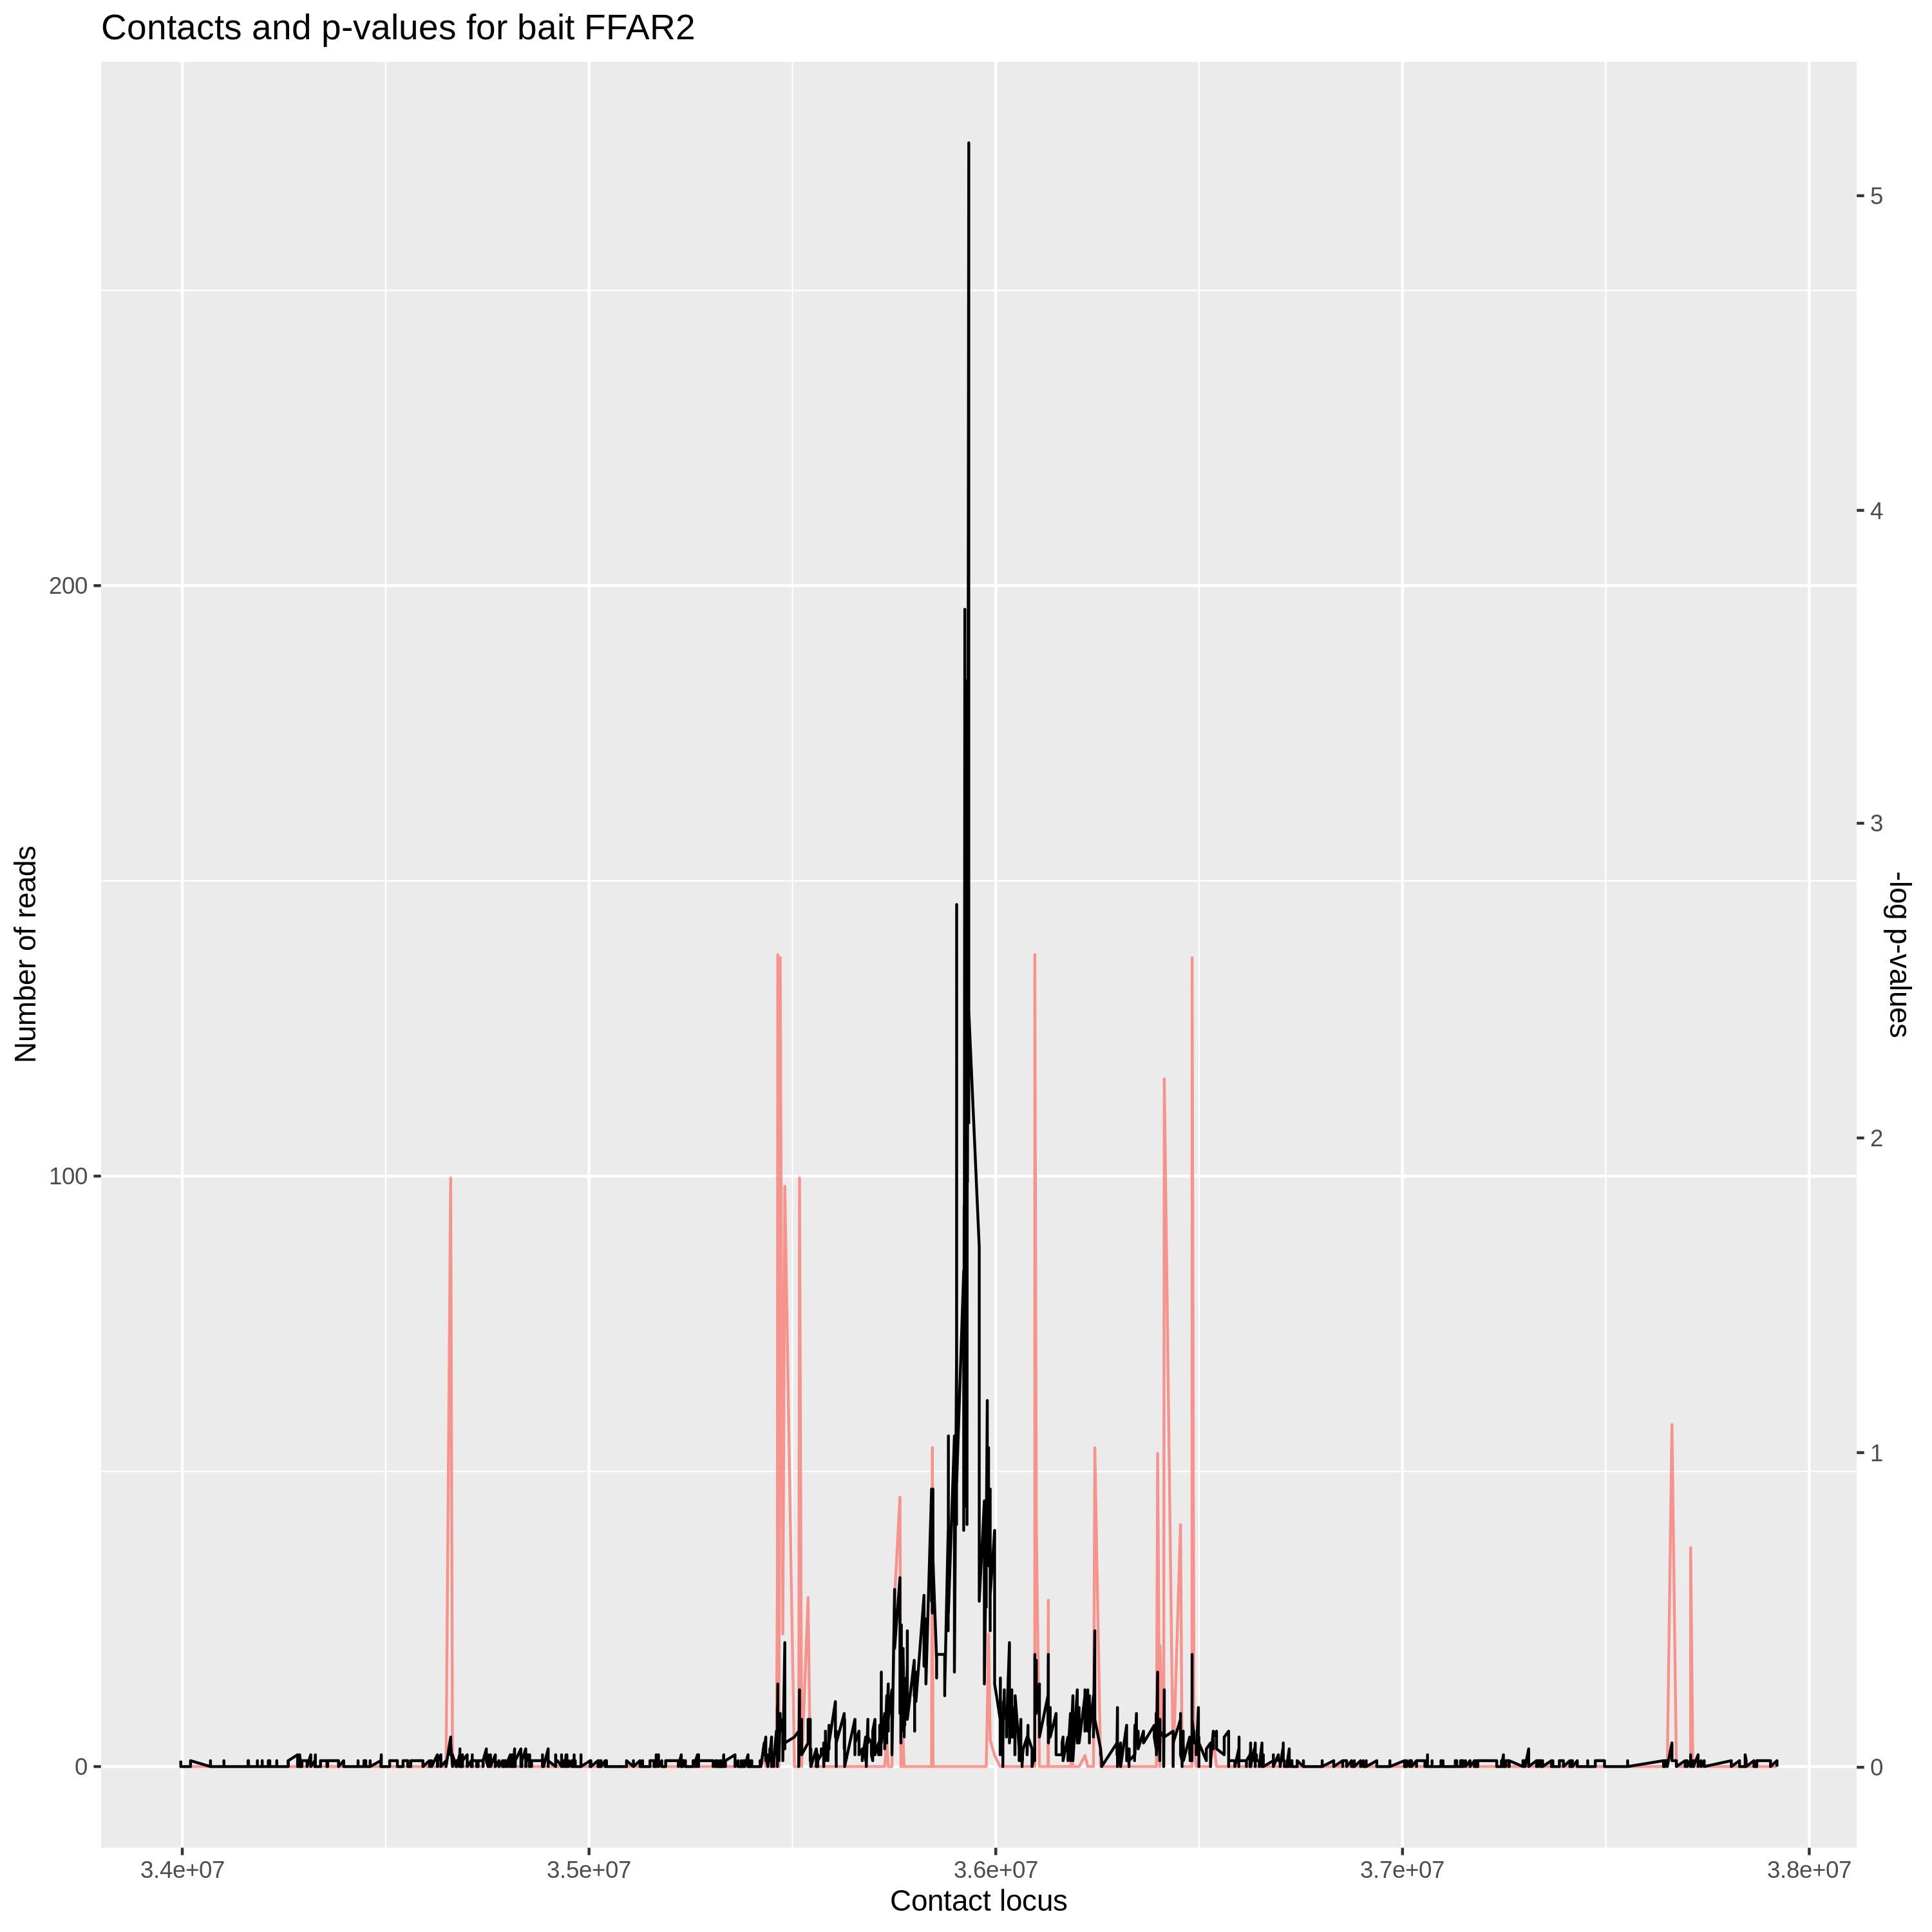 Contacts and p-values for bait FFAR2
Number of reads
200
100
0
5
4
3
2
1
0
-log p-values
3.4e+07 3.5e+07 3.6e+07 3.7e+07 3.8e+07
Contact locus